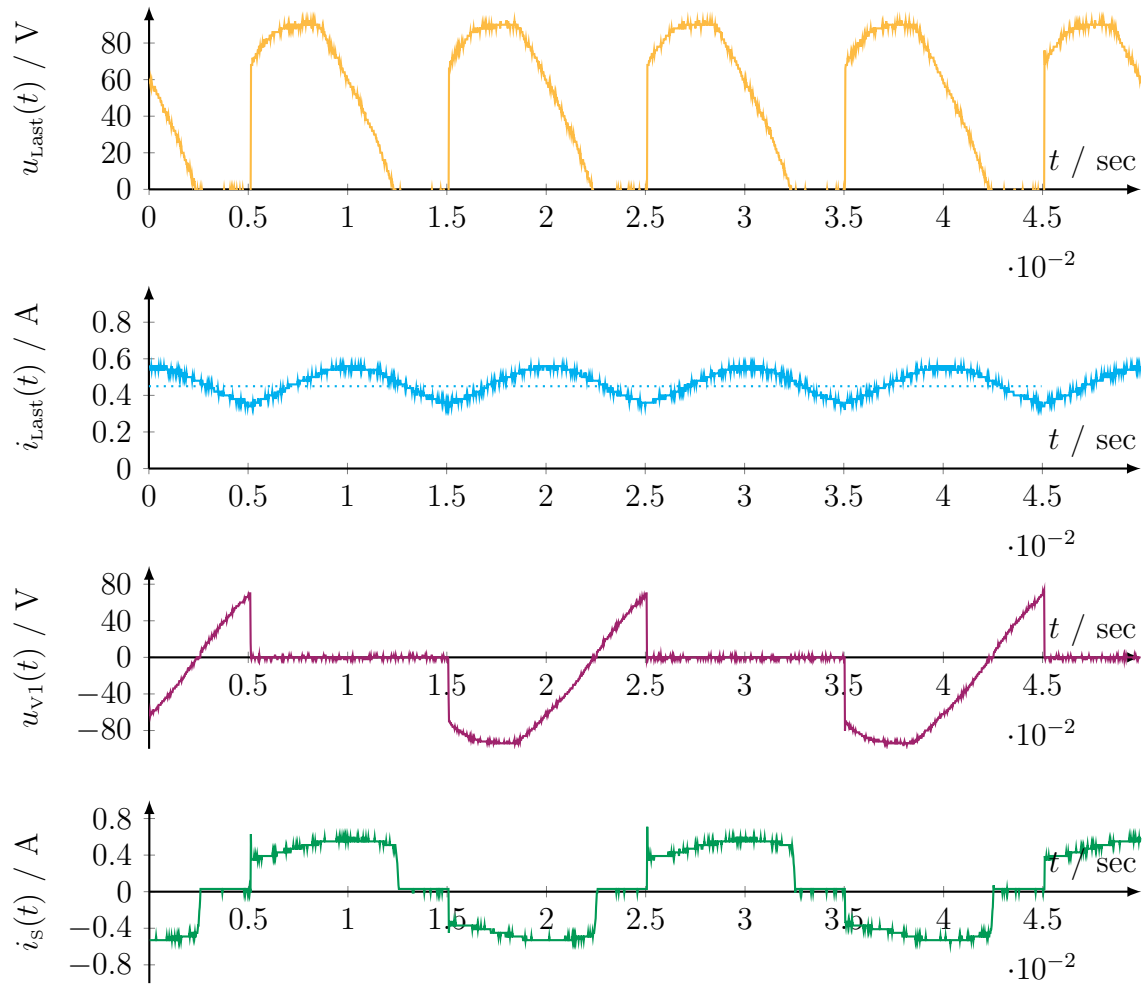 u_Last(t) / V
80
60
40
20
0
t / sec
0 0.5 1 1.5 2 2.5 3 3.5 4 4.5
·10⁻²
i_Last(t) / A
0.8
0.6
0.4
0.2
0
t / sec
0 0.5 1 1.5 2 2.5 3 3.5 4 4.5
·10⁻²
u_V1(t) / V
80
40
0
−40
−80
t / sec
0.5 1 1.5 2 2.5 3 3.5 4 4.5
·10⁻²
i_S(t) / A
0.8
0.4
0
−0.4
−0.8
t / sec
0.5 1 1.5 2 2.5 3 3.5 4 4.5
·10⁻²